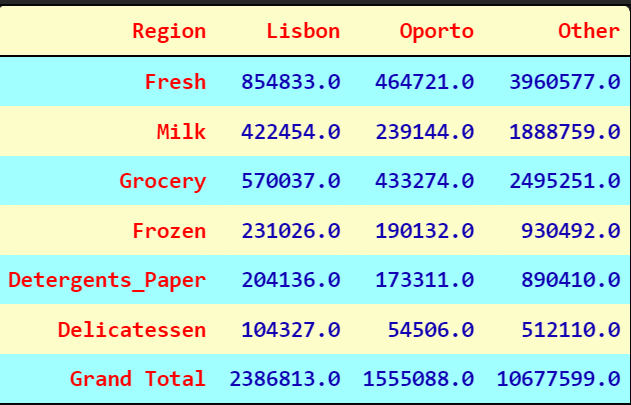 Region Lisbon Oporto Other
Fresh 854833.0 464721.0 3960577.0
Milk 422454.0 239144.0 1888759.0
Grocery 570037.0 433274.0 2495251.0
Frozen 231026.0 190132.0 930492.0
Detergents_Paper 204136.0 173311.0 890410.0
Delicatessen 104327.0 54506.0 512110.0
Grand Total 2386813.0 1555088.0 10677599.0